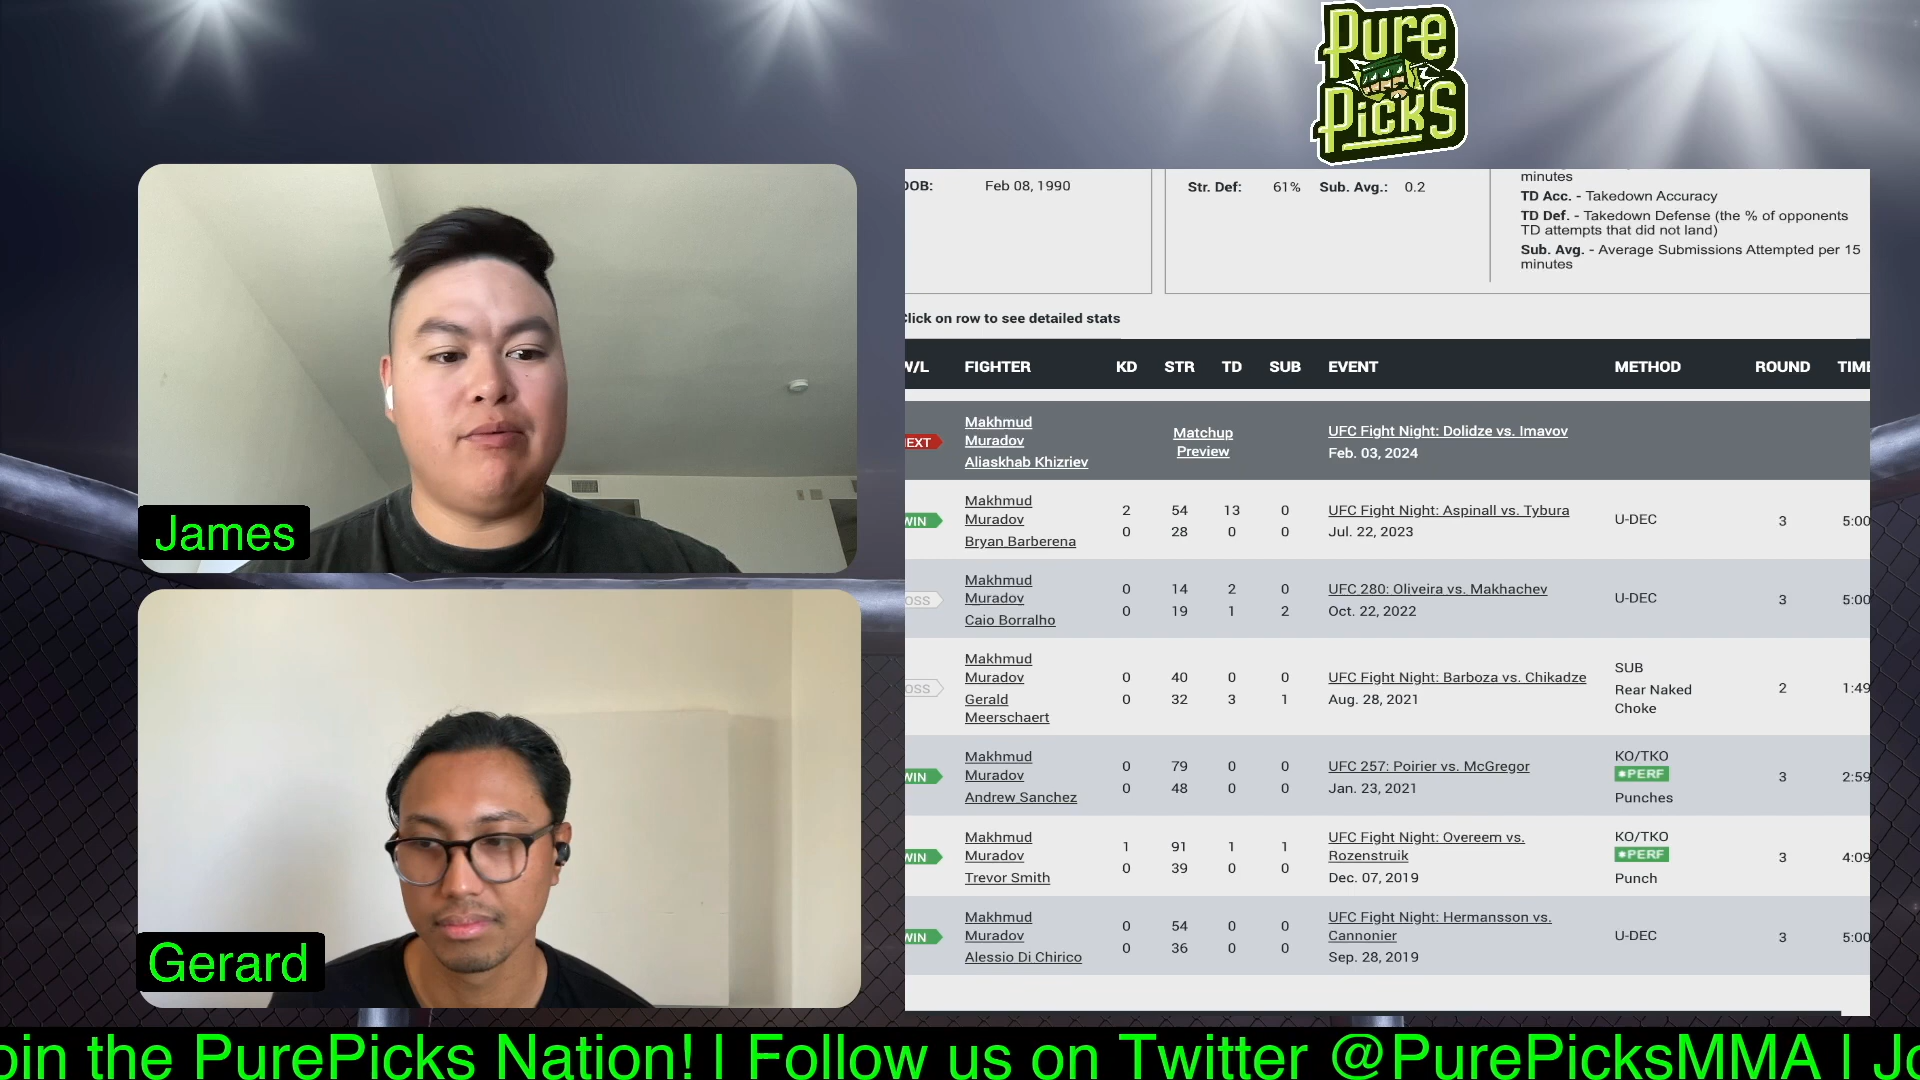 Pure
Picks
James
Gerard
OOB: Feb 08, 1990
Str. Def: 61% Sub. Avg.: 0.2
minutes
TD Acc. - Takedown Accuracy
TD Def. - Takedown Defense (the % of opponents
TD attempts that did not land)
Sub. Avg. - Average Submissions Attempted per 15
minutes
Click on row to see detailed stats
W/L FIGHTER KD STR TD SUB EVENT METHOD ROUND TIME
EXT Makhmud Muradov Aliaskhab Khizriev Matchup Preview UFC Fight Night: Dolidze vs. Imavov Feb. 03, 2024
WIN Makhmud Muradov 2 54 13 0 UFC Fight Night: Aspinall vs. Tybura U-DEC 3 5:00
Bryan Barberena 0 28 0 0 Jul. 22, 2023
OSS Makhmud Muradov 0 14 2 0 UFC 280: Oliveira vs. Makhachev U-DEC 3 5:00
Caio Borralho 0 19 1 2 Oct. 22, 2022
OSS Makhmud Muradov 0 40 0 0 UFC Fight Night: Barboza vs. Chikadze SUB Rear Naked Choke 2 1:49
Gerald Meerschaert 0 32 3 1 Aug. 28, 2021
WIN Makhmud Muradov 0 79 0 0 UFC 257: Poirier vs. McGregor KO/TKO PERF Punches 3 2:59
Andrew Sanchez 0 48 0 0 Jan. 23, 2021
WIN Makhmud Muradov 1 91 1 1 UFC Fight Night: Overeem vs. Rozenstruik KO/TKO PERF Punch 3 4:09
Trevor Smith 0 39 0 0 Dec. 07, 2019
WIN Makhmud Muradov 0 54 0 0 UFC Fight Night: Hermansson vs. Cannonier U-DEC 3 5:00
Alessio Di Chirico 0 36 0 0 Sep. 28, 2019
oin the PurePicks Nation! | Follow us on Twitter @PurePicksMMA | Jo